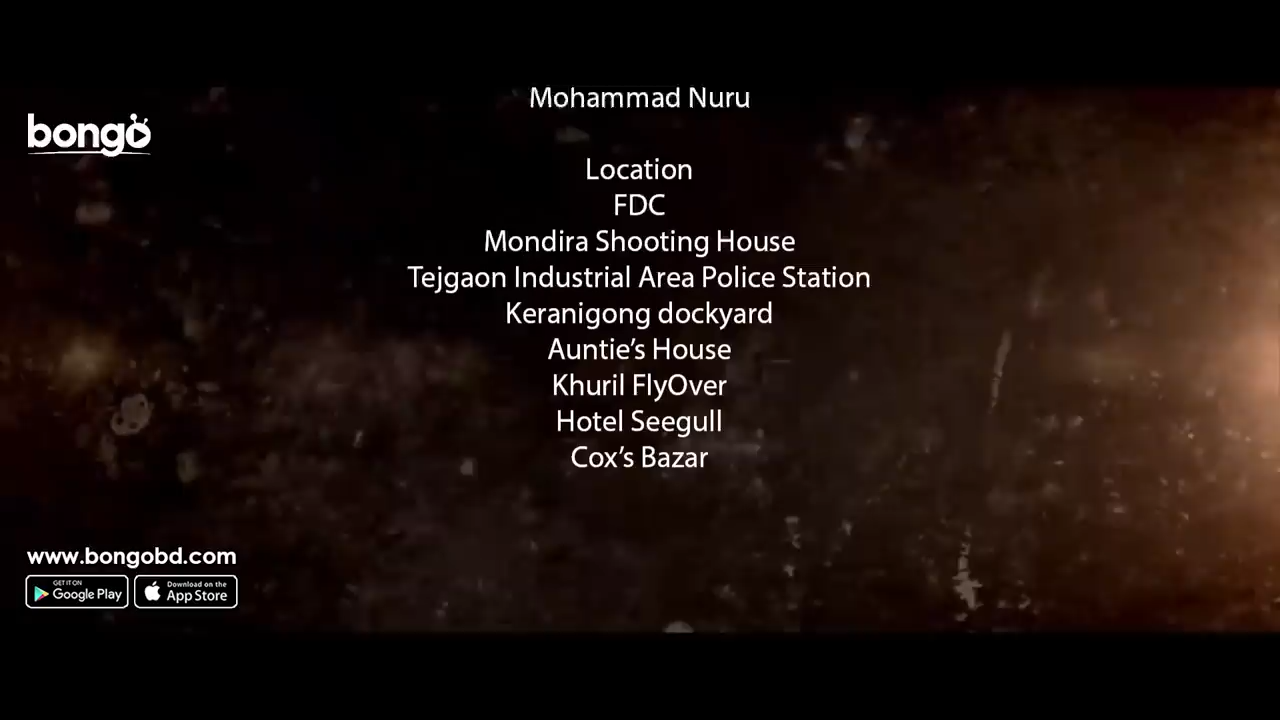 Mohammad Nuru
bongo
Location
FDC
Mondira Shooting House
Tejgaon Industrial Area Police Station
Keranigong dockyard
Auntie's House
Khuril FlyOver
Hotel Seegull
Cox's Bazar
www.bongobd.com
GET IT ON
Google Play
Download on the
App Store